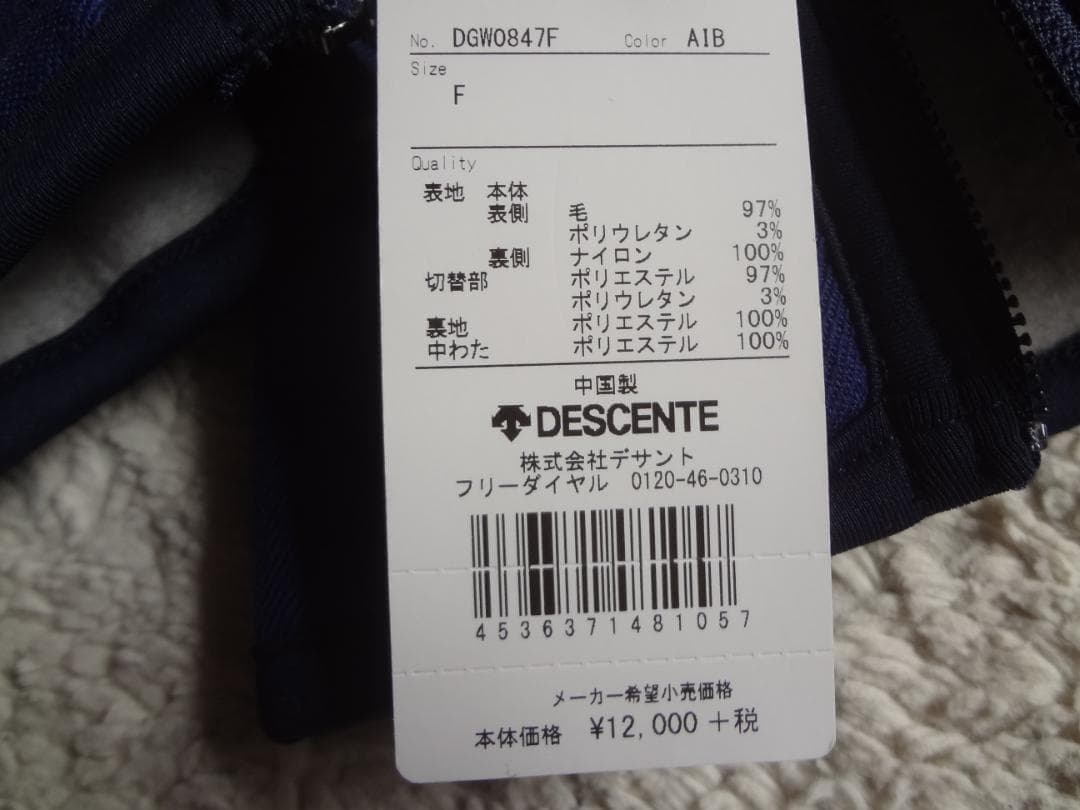 No. DGW0847F Color AIB
Size
F
Quality
表地 本体
表側 毛 97%
ポリウレタン 3%
裏側 ナイロン 100%
切替部 ポリエステル 97%
ポリウレタン 3%
裏地 ポリエステル 100%
中わた ポリエステル 100%
中国製
DESCENTE
株式会社デサント
フリーダイヤル 0120-46-0310
4536371481057
メーカー希望小売価格
本体価格 ¥12,000 +税